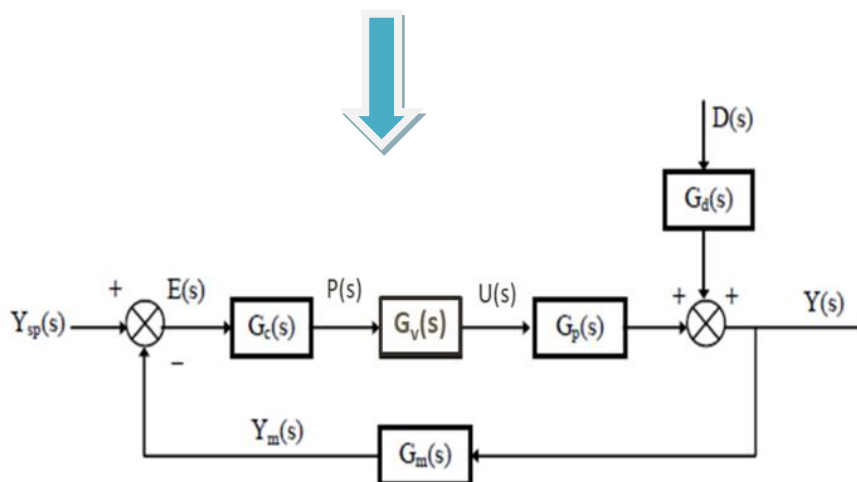 D(s)
G_d(s)
+
E(s)
P(s)
U(s)
+
+
Y(s)
Y_sp(s)
G_c(s)
G_v(s)
G_p(s)
−
Y_m(s)
G_m(s)